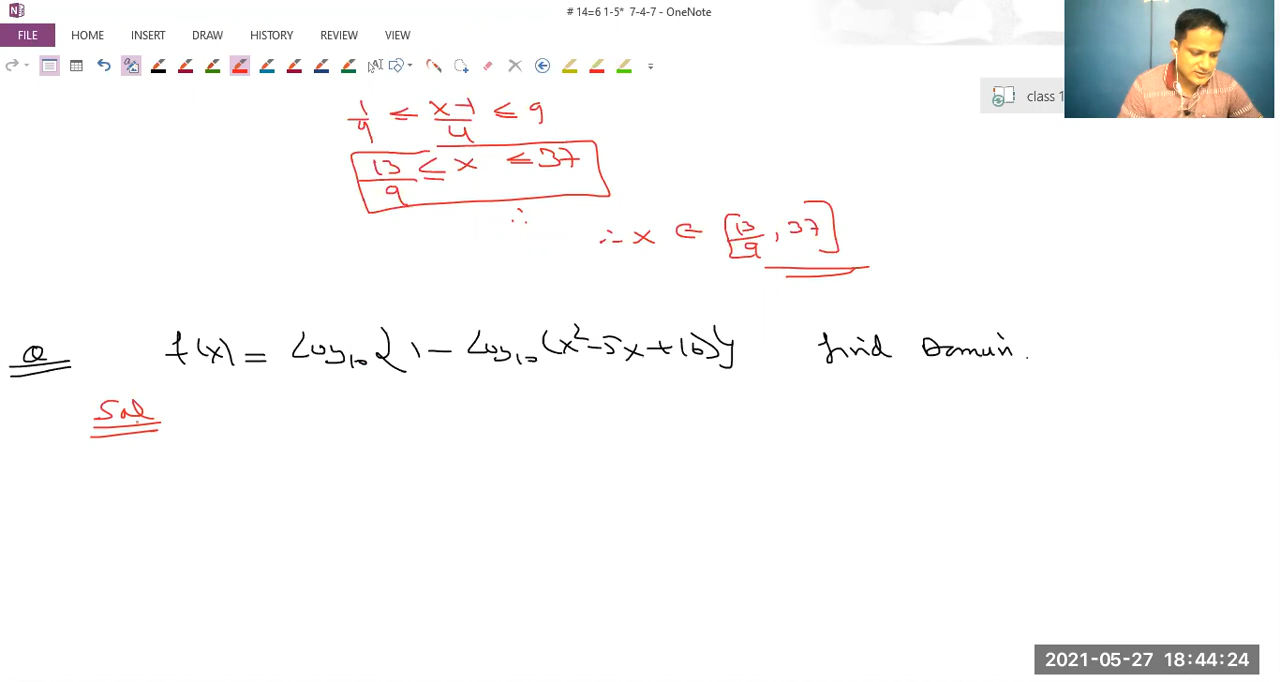 # 14=6 1-5* 7-4-7 - OneNote
FILE HOME INSERT DRAW HISTORY REVIEW VIEW
class 1
1/9 ≤ (x-1)/4 ≤ 9
13/9 ≤ x ≤ 37
∴
∴ x ∈ [13/9, 37]
Q f(x) = Log₁₀{1 - Log₁₀(x²-5x+16)} find Domain.
Sol
2021-05-27 18:44:24